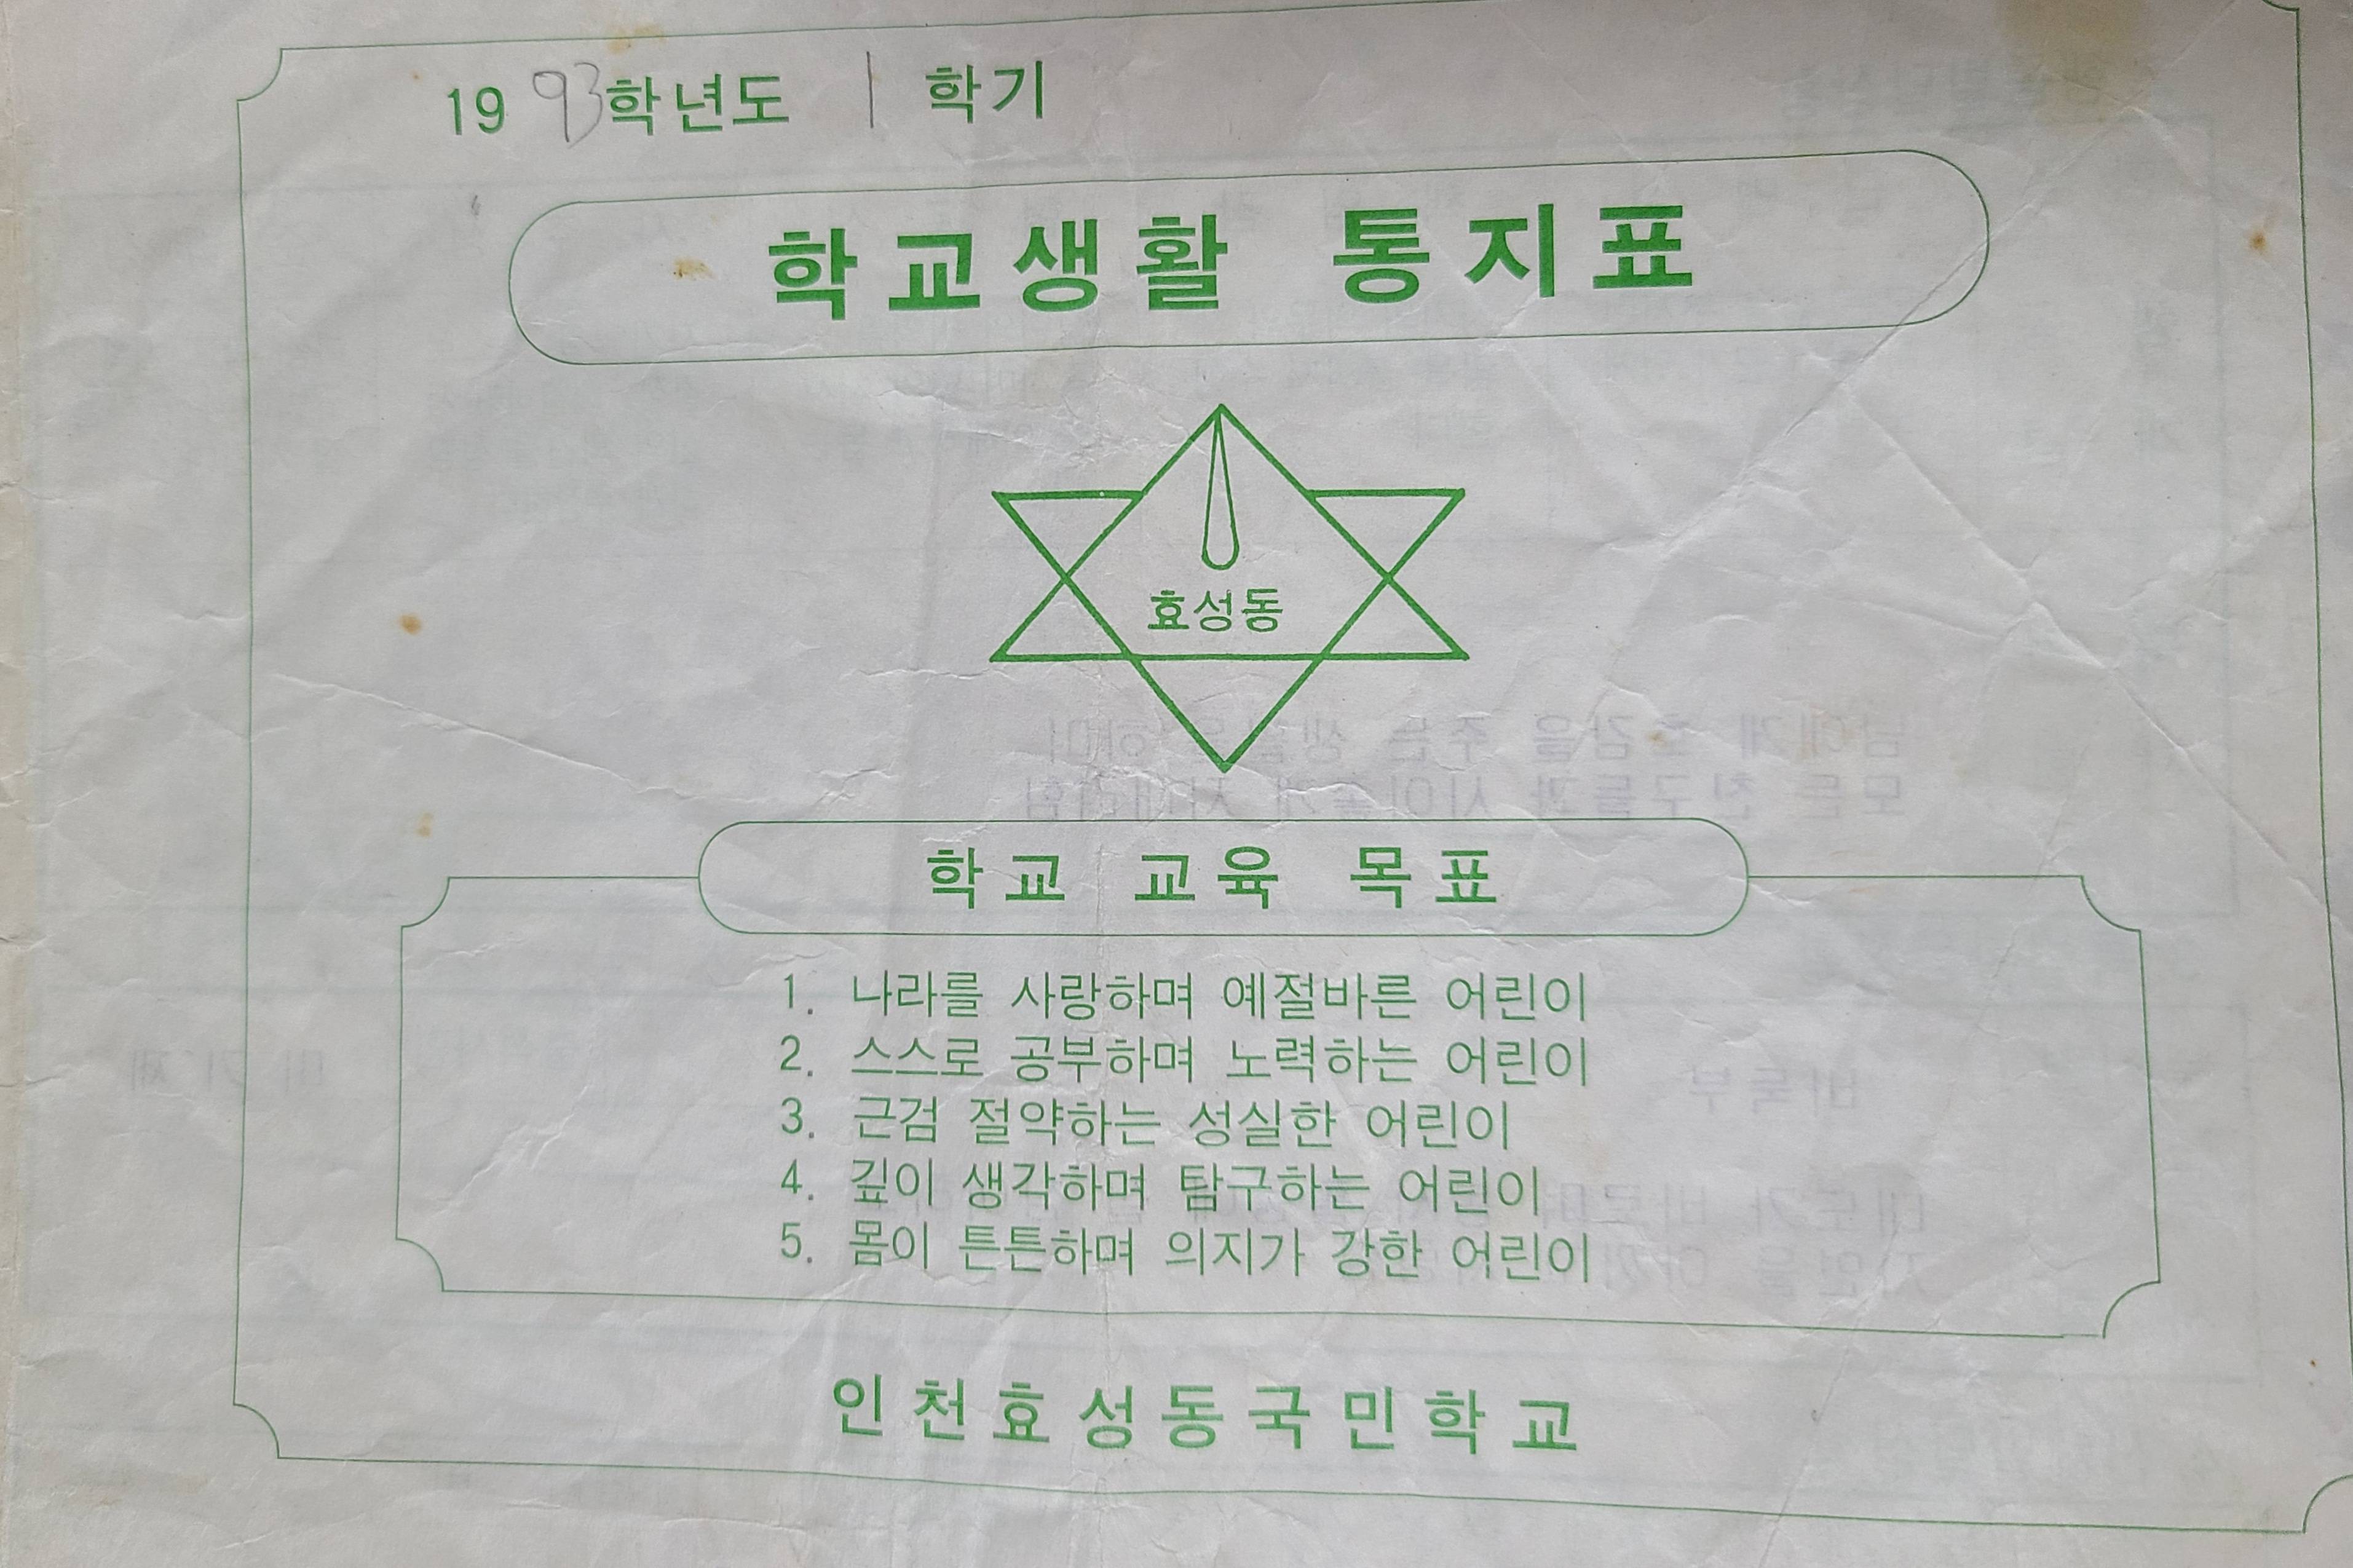 1993학년도 1 학기
학교생활 통지표
효성동
학교 교육 목표
1. 나라를 사랑하며 예절바른 어린이
2. 스스로 공부하며 노력하는 어린이
3. 근검 절약하는 성실한 어린이
4. 깊이 생각하며 탐구하는 어린이
5. 몸이 튼튼하며 의지가 강한 어린이
인천효성동국민학교